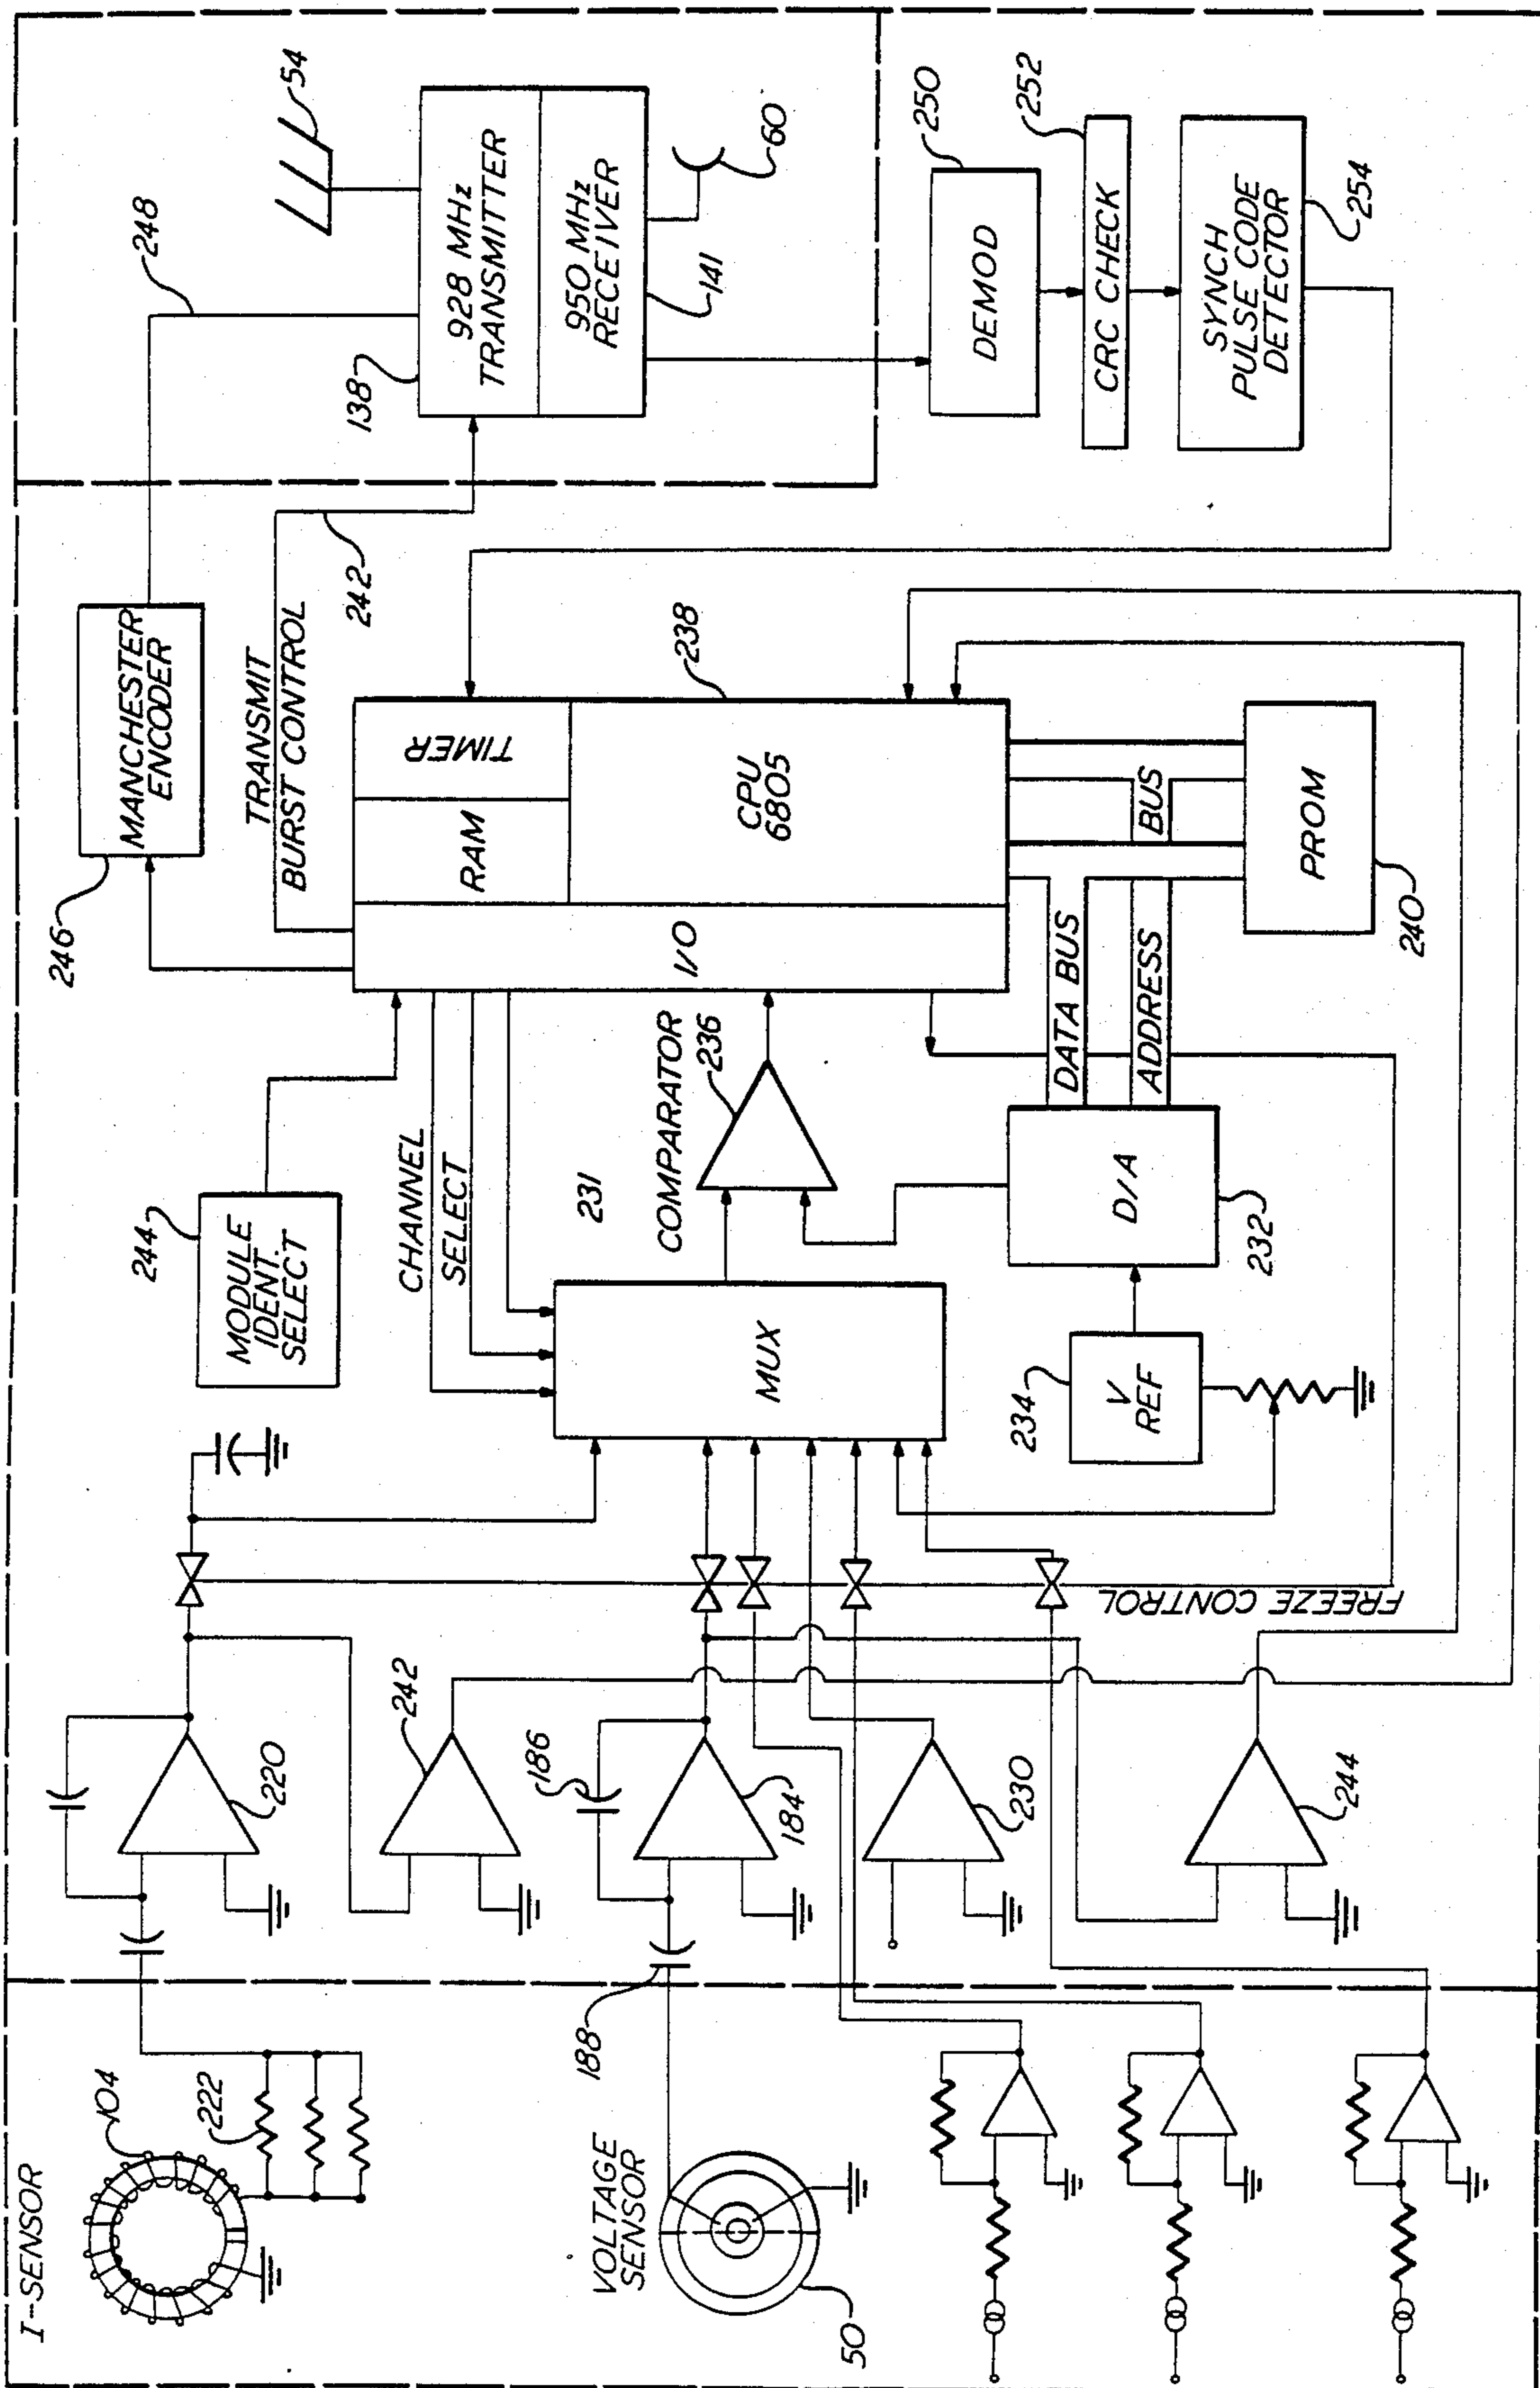 I-SENSOR
104
222
VOLTAGE
SENSOR
50
188
220
242
186
184
230
244
FREEZE CONTROL
244
MODULE
IDENT.
SELECT
CHANNEL
SELECT
231
MUX
COMPARATOR
236
V
REF
234
D/A
232
DATA BUS
ADDRESS
BUS
246
MANCHESTER
ENCODER
TRANSMIT
BURST CONTROL
242
248
I/O
RAM
TIMER
CPU
6805
238
PROM
240
138
928 MHz
TRANSMITTER
950 MHz
RECEIVER
141
54
60
DEMOD
250
CRC CHECK
252
SYNCH
PULSE CODE
DETECTOR
254